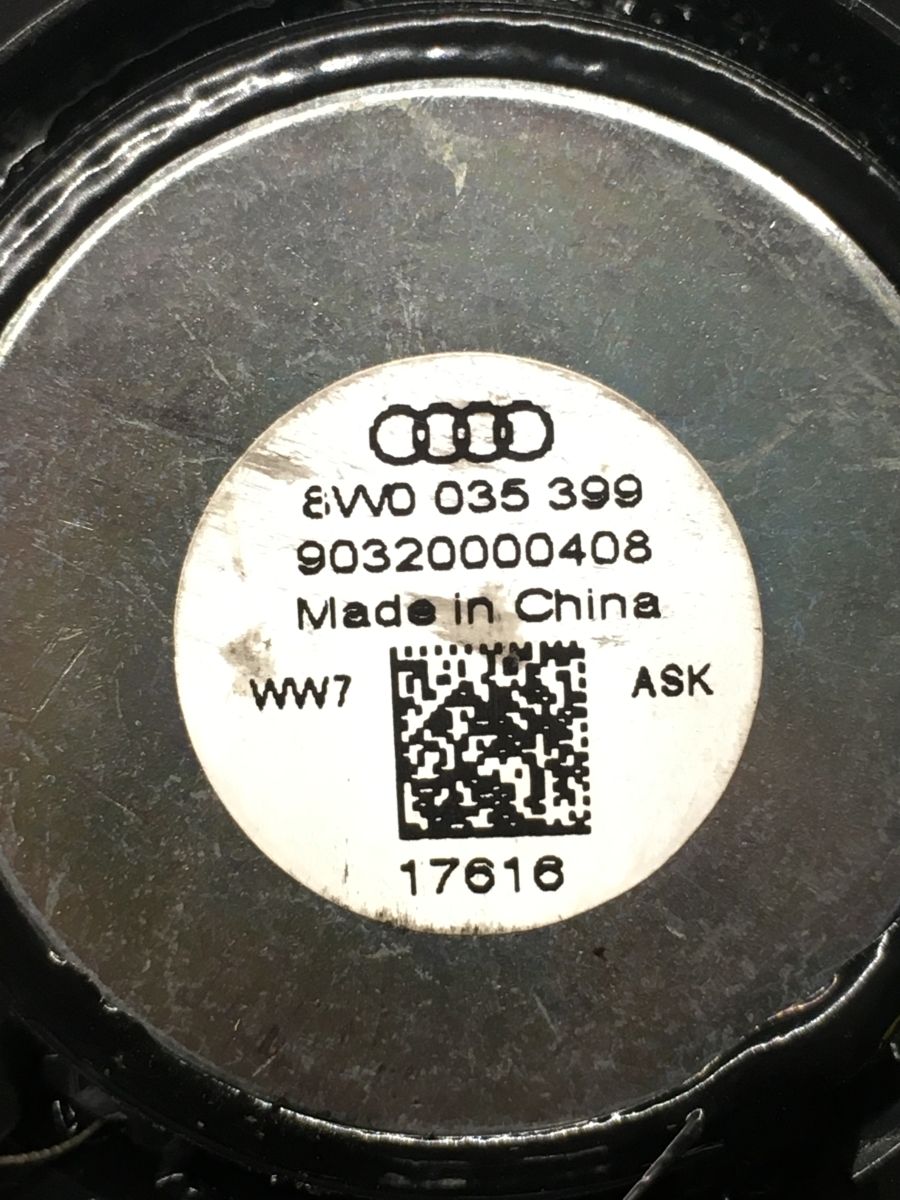 8W0 035 399
90320000408
Made in China
WW7
ASK
17616